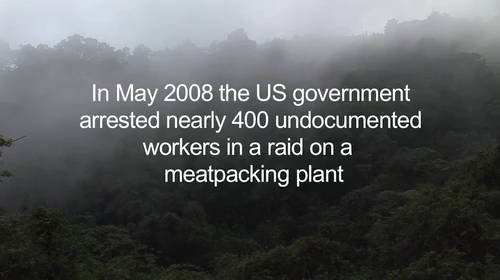 In May 2008 the US government
arrested nearly 400 undocumented
workers in a raid on a
meatpacking plant